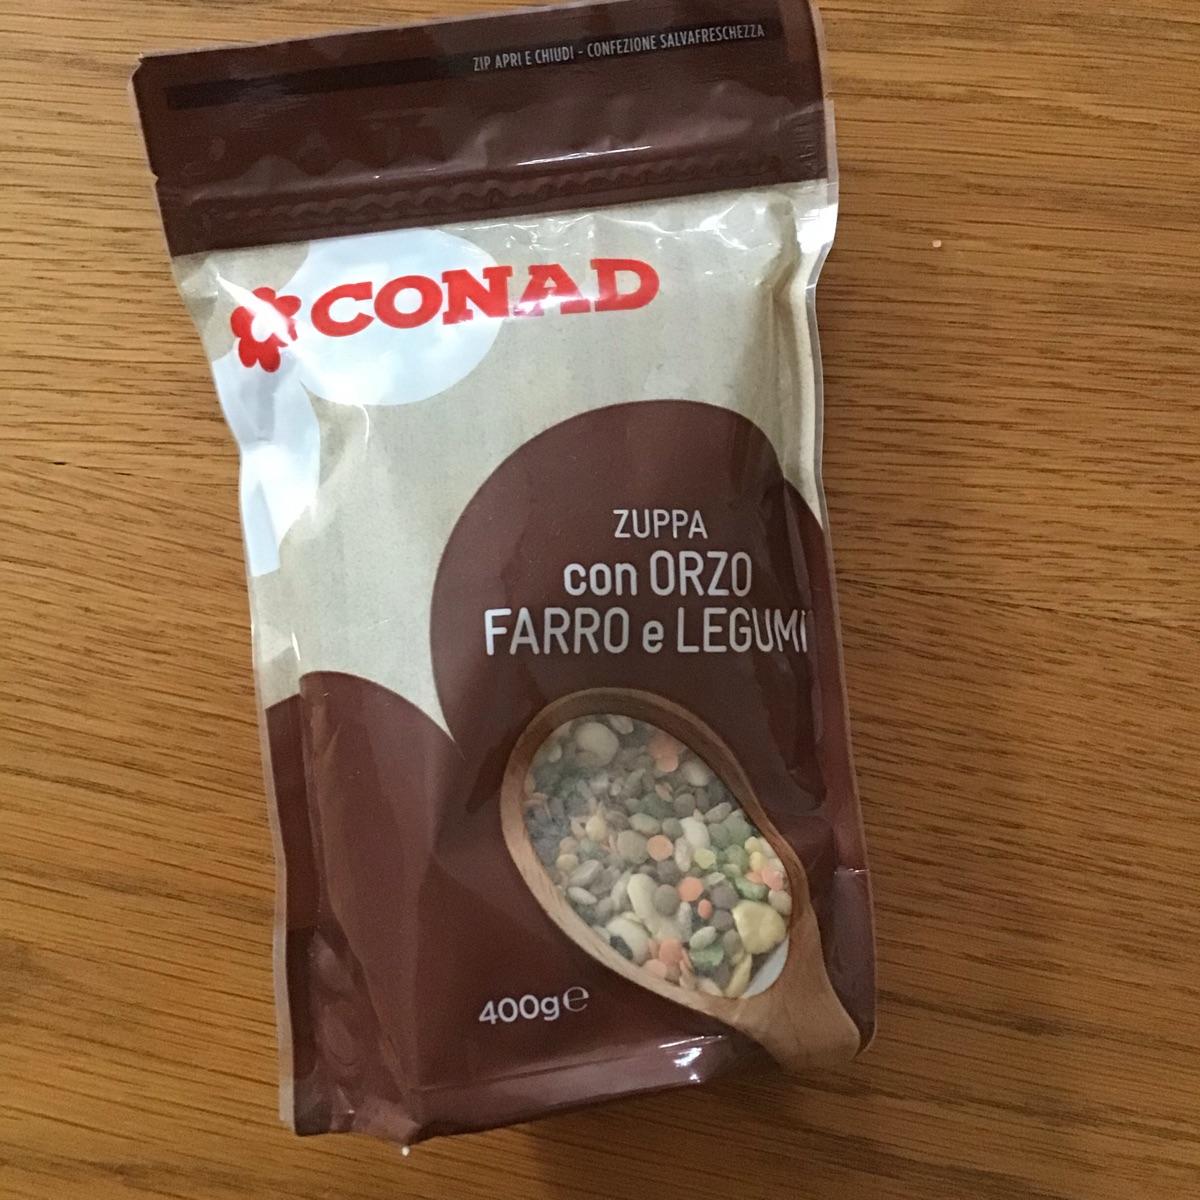 ZIP APRI E CHIUDI - CONFEZIONE SALVAFRESCHEZZA
CONAD
ZUPPA
con ORZO
FARRO e LEGUMI
400g℮